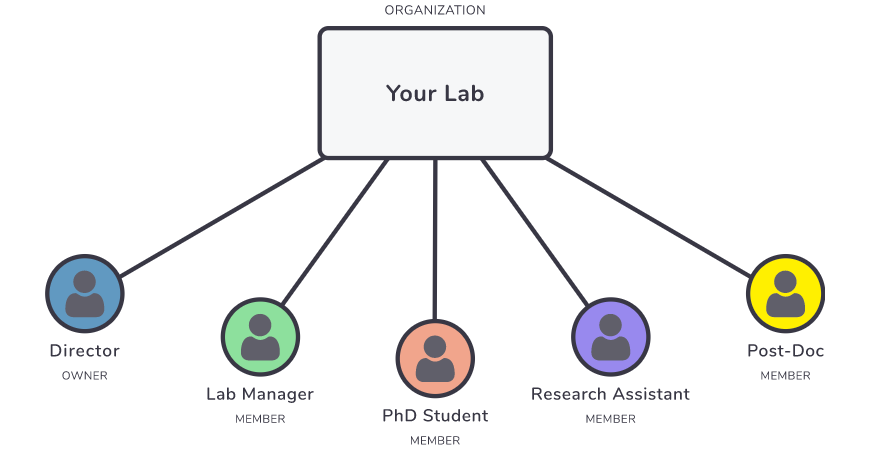 ORGANIZATION
Your Lab
Director
OWNER
Lab Manager
MEMBER
PhD Student
MEMBER
Research Assistant
MEMBER
Post-Doc
MEMBER